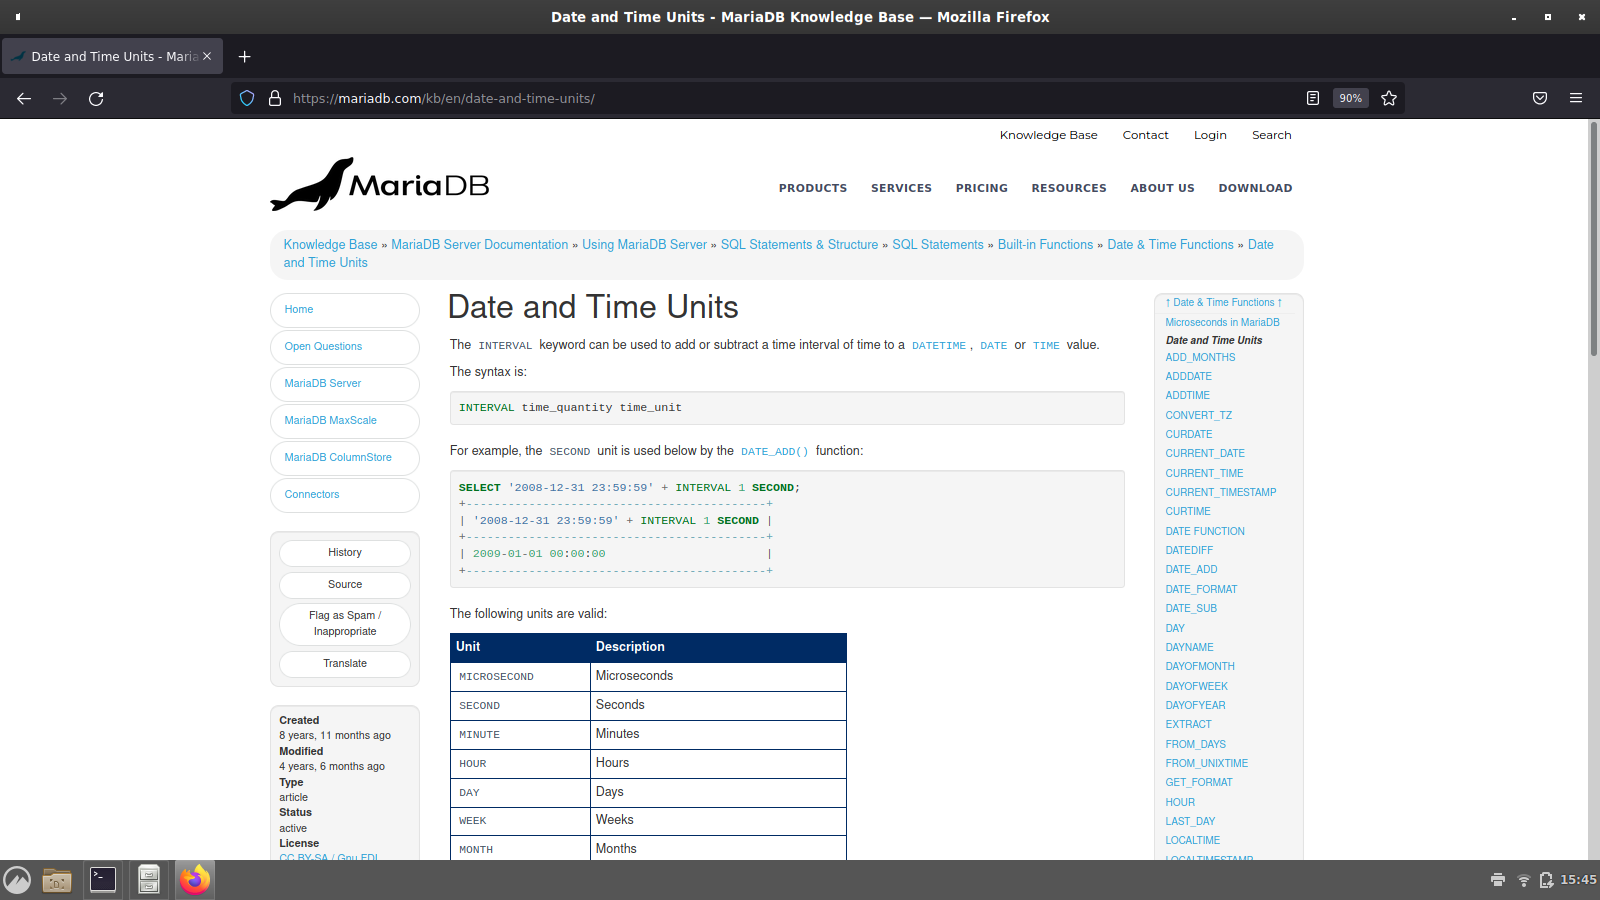 Date and Time Units - MariaDB Knowledge Base — Mozilla Firefox
Date and Time Units - Maria
https://mariadb.com/kb/en/date-and-time-units/
90%
Knowledge Base Contact Login Search
MariaDB
PRODUCTS SERVICES PRICING RESOURCES ABOUT US DOWNLOAD
Knowledge Base » MariaDB Server Documentation » Using MariaDB Server » SQL Statements & Structure » SQL Statements » Built-in Functions » Date & Time Functions » Date
and Time Units
Home
Open Questions
MariaDB Server
MariaDB MaxScale
MariaDB ColumnStore
Connectors
History
Source
Flag as Spam /
Inappropriate
Translate
Created
8 years, 11 months ago
Modified
4 years, 6 months ago
Type
article
Status
active
License
CC BY-SA / Gnu FDL
Date and Time Units
The INTERVAL keyword can be used to add or subtract a time interval of time to a DATETIME, DATE or TIME value.
The syntax is:
INTERVAL time_quantity time_unit
For example, the SECOND unit is used below by the DATE_ADD() function:
SELECT '2008-12-31 23:59:59' + INTERVAL 1 SECOND;
+-------------------------------------------+
| '2008-12-31 23:59:59' + INTERVAL 1 SECOND |
+-------------------------------------------+
| 2009-01-01 00:00:00                       |
+-------------------------------------------+
The following units are valid:
Unit Description
MICROSECOND Microseconds
SECOND Seconds
MINUTE Minutes
HOUR Hours
DAY Days
WEEK Weeks
MONTH Months
↑ Date & Time Functions ↑
Microseconds in MariaDB
Date and Time Units
ADD_MONTHS
ADDDATE
ADDTIME
CONVERT_TZ
CURDATE
CURRENT_DATE
CURRENT_TIME
CURRENT_TIMESTAMP
CURTIME
DATE FUNCTION
DATEDIFF
DATE_ADD
DATE_FORMAT
DATE_SUB
DAY
DAYNAME
DAYOFMONTH
DAYOFWEEK
DAYOFYEAR
EXTRACT
FROM_DAYS
FROM_UNIXTIME
GET_FORMAT
HOUR
LAST_DAY
LOCALTIME
LOCALTIMESTAMP
15:45